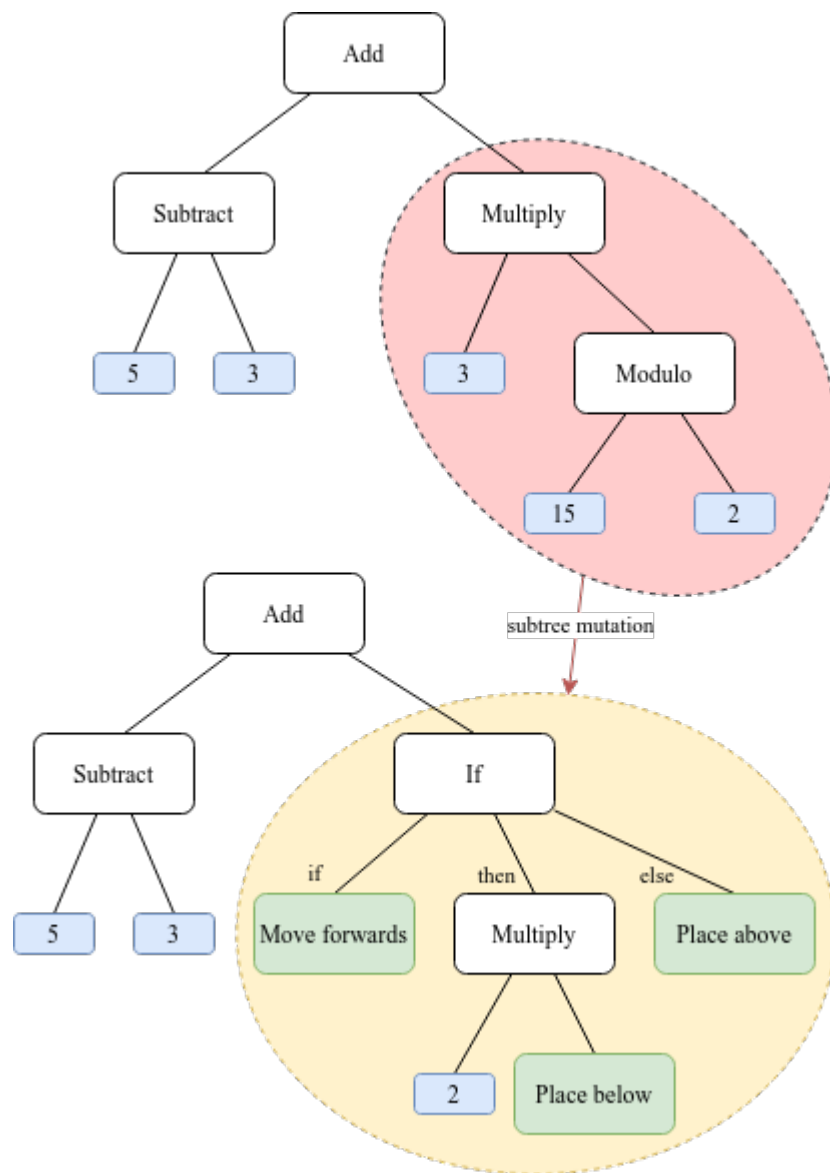 Add
Subtract
Multiply
5
3
3
Modulo
15
2
subtree mutation
Add
Subtract
If
if
then
else
5
3
Move forwards
Multiply
Place above
2
Place below